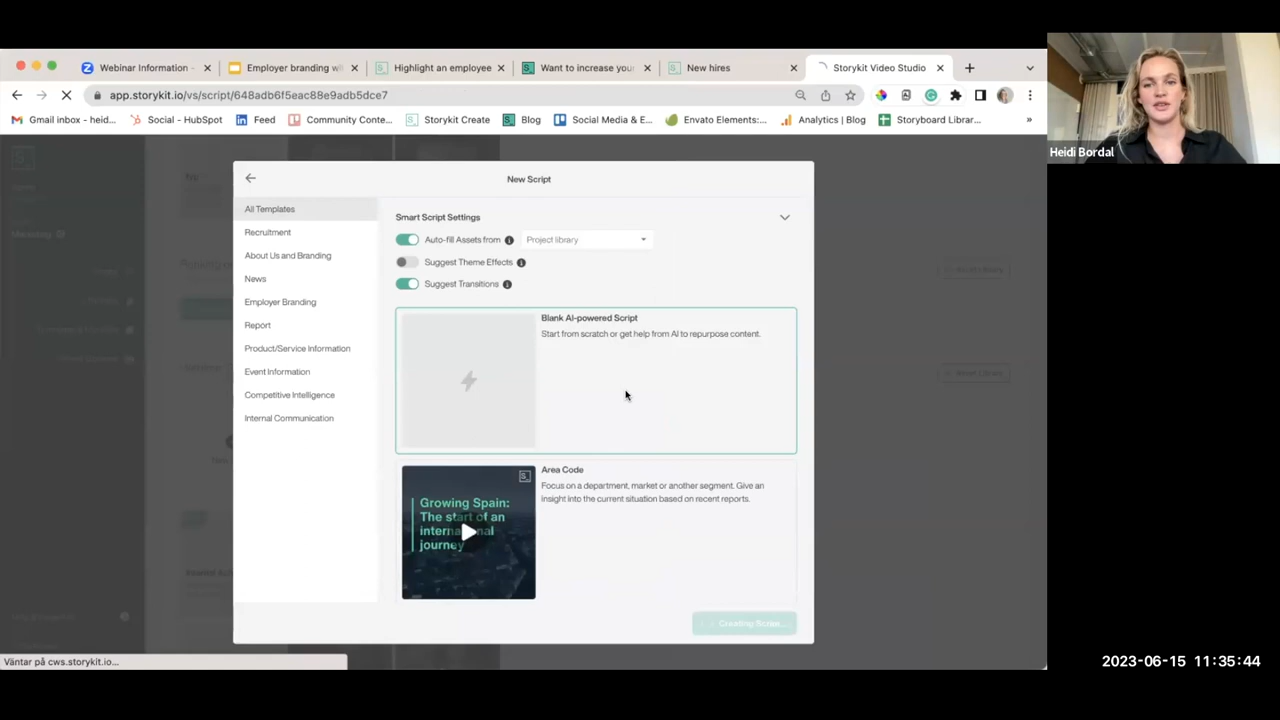 Webinar Information -
Employer branding wi
Highlight an employee
Want to increase your
New hires
Storykit Video Studio
app.storykit.io/vs/script/648adb6f5eac88e9adb5dce7
Gmail inbox - heid...
Social - HubSpot
Feed
Community Conte...
Storykit Create
Blog
Social Media & E...
Envato Elements:...
Analytics | Blog
Storyboard Librar...
»
Heidi Bordal
New Script
All Templates
Recruitment
About Us and Branding
News
Employer Branding
Report
Product/Service Information
Event Information
Competitive Intelligence
Internal Communication
Smart Script Settings
Auto-fill Assets from
Project library
Suggest Theme Effects
Suggest Transitions
Blank AI-powered Script
Start from scratch or get help from AI to repurpose content.
Growing Spain:
The start of an
international
journey
Area Code
Focus on a department, market or another segment. Give an
insight into the current situation based on recent reports.
Creating Script...
Väntar på cws.storykit.io...
2023-06-15 11:35:44